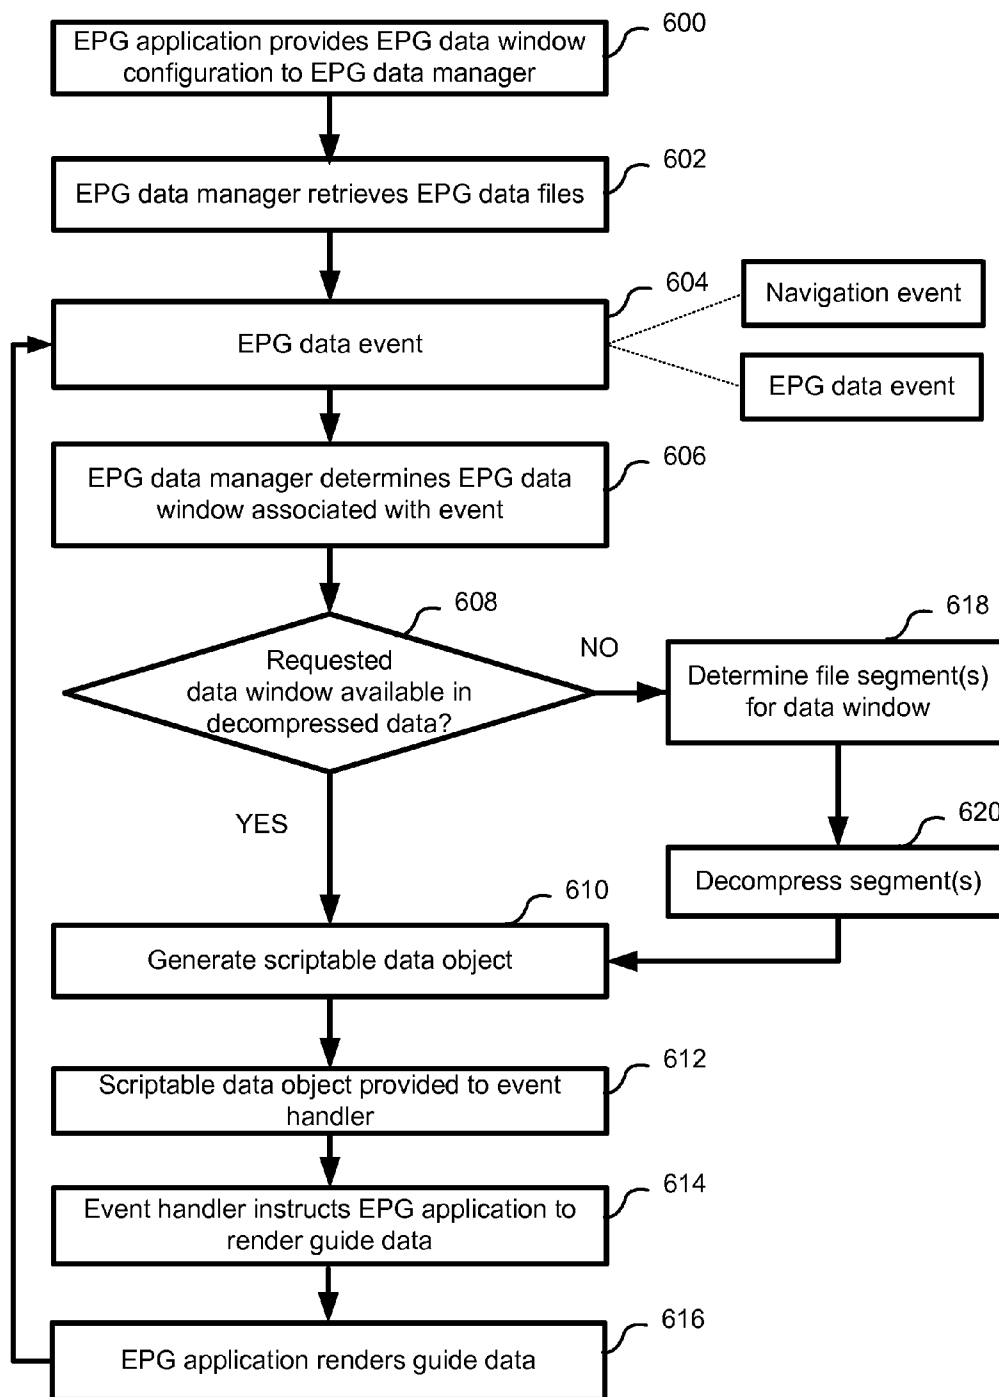 600
EPG application provides EPG data window
configuration to EPG data manager
602
EPG data manager retrieves EPG data files
604
EPG data event
Navigation event
EPG data event
606
EPG data manager determines EPG data
window associated with event
608
Requested
data window available in
decompressed data?
NO
YES
618
Determine file segment(s)
for data window
620
Decompress segment(s)
610
Generate scriptable data object
612
Scriptable data object provided to event
handler
614
Event handler instructs EPG application to
render guide data
616
EPG application renders guide data